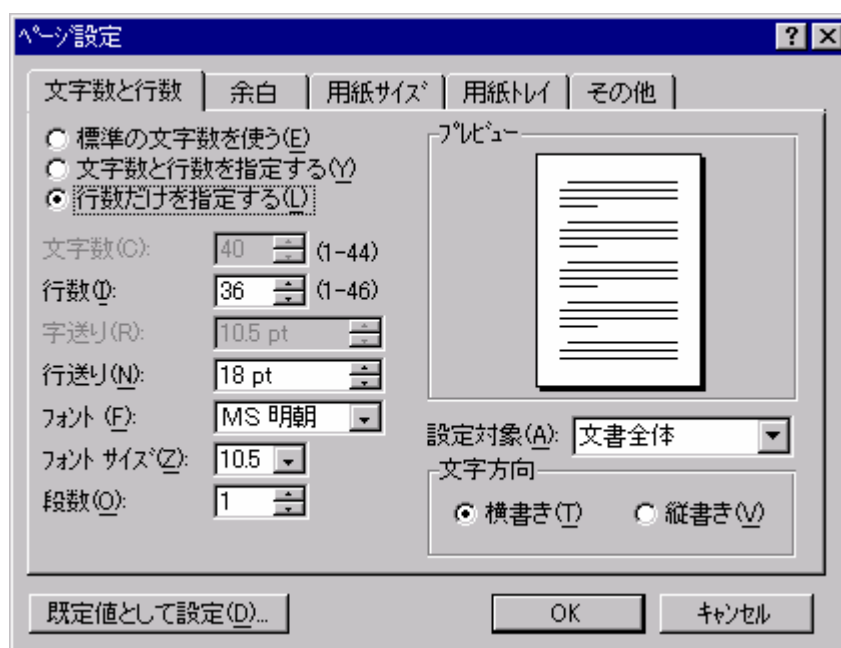 ﾍﾟｰｼﾞ設定
文字数と行数 余白 用紙ｻｲｽﾞ 用紙ﾄﾚｲ その他
標準の文字数を使う(E)
文字数と行数を指定する(Y)
行数だけを指定する(L)
文字数(C): 40 (1-44)
行数(I): 36 (1-46)
字送り(R): 10.5 pt
行送り(N): 18 pt
ﾌｫﾝﾄ (F): MS 明朝
ﾌｫﾝﾄ ｻｲｽﾞ(Z): 10.5
段数(O): 1
ﾌﾟﾚﾋﾞｭｰ
設定対象(A): 文書全体
文字方向
横書き(T) 縦書き(V)
既定値として設定(D)... OK ｷｬﾝｾﾙ